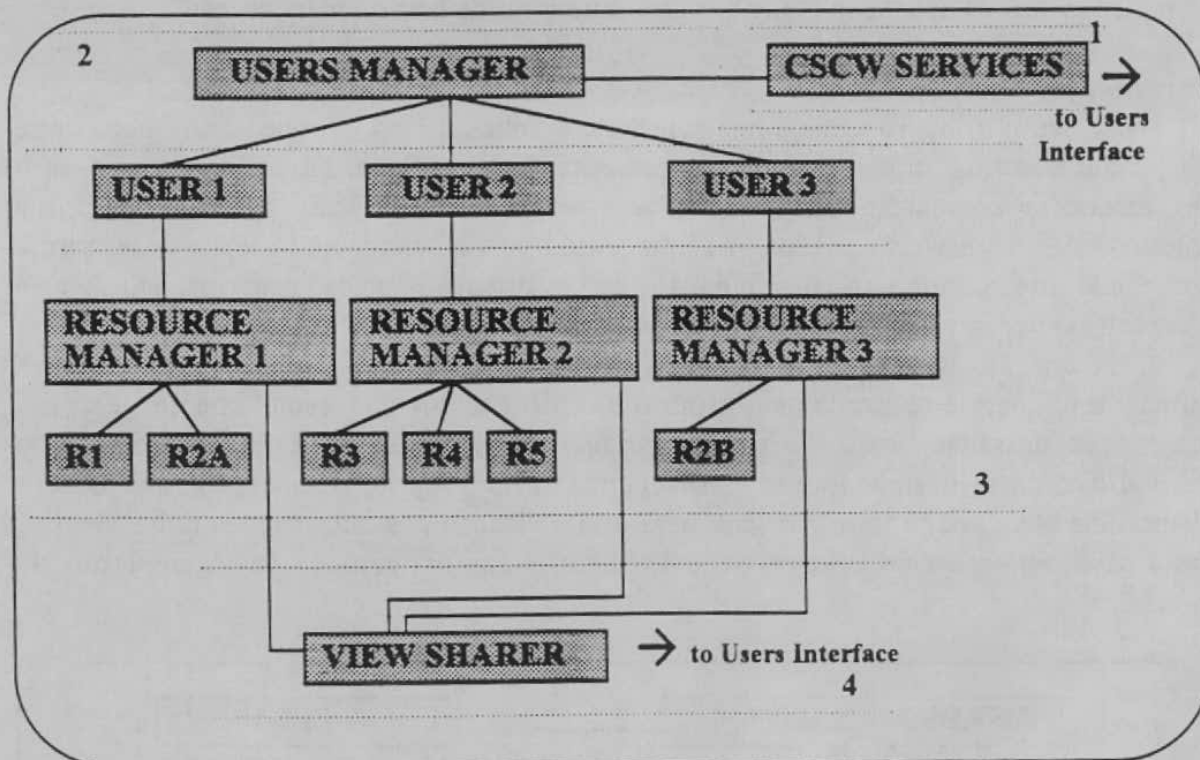 2
1
USERS MANAGER
CSCW SERVICES
to Users
Interface
USER 1
USER 2
USER 3
RESOURCE
MANAGER 1
RESOURCE
MANAGER 2
RESOURCE
MANAGER 3
R1
R2A
R3
R4
R5
R2B
3
VIEW SHARER
to Users Interface
4